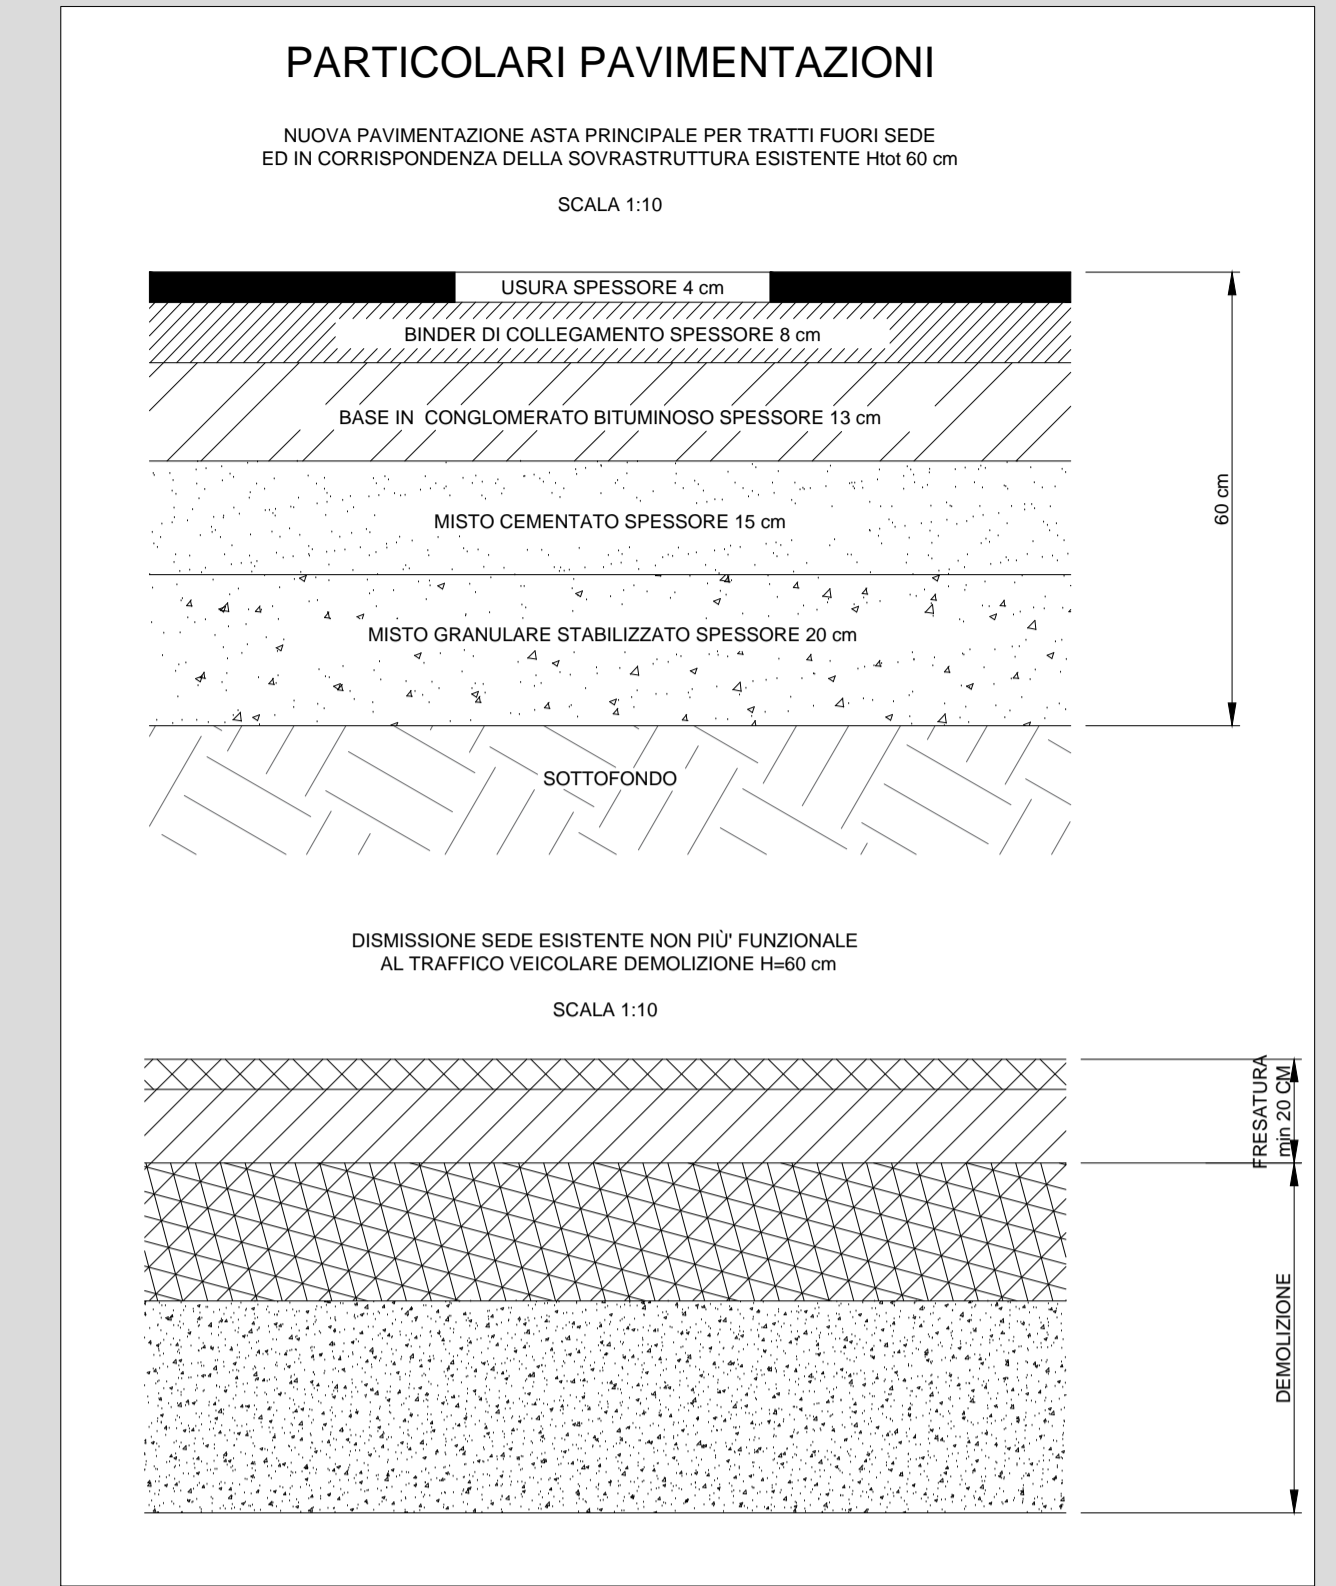 PARTICOLARI PAVIMENTAZIONI
NUOVA PAVIMENTAZIONE ASTA PRINCIPALE PER TRATTI FUORI SEDE
ED IN CORRISPONDENZA DELLA SOVRASTRUTTURA ESISTENTE Htot 60 cm
SCALA 1:10
USURA SPESSORE 4 cm
BINDER DI COLLEGAMENTO SPESSORE 8 cm
BASE IN CONGLOMERATO BITUMINOSO SPESSORE 13 cm
MISTO CEMENTATO SPESSORE 15 cm
MISTO GRANULARE STABILIZZATO SPESSORE 20 cm
60 cm
SOTTOFONDO
DISMISSIONE SEDE ESISTENTE NON PIÙ' FUNZIONALE
AL TRAFFICO VEICOLARE DEMOLIZIONE H=60 cm
SCALA 1:10
FRESATURA
min 20 CM
DEMOLIZIONE